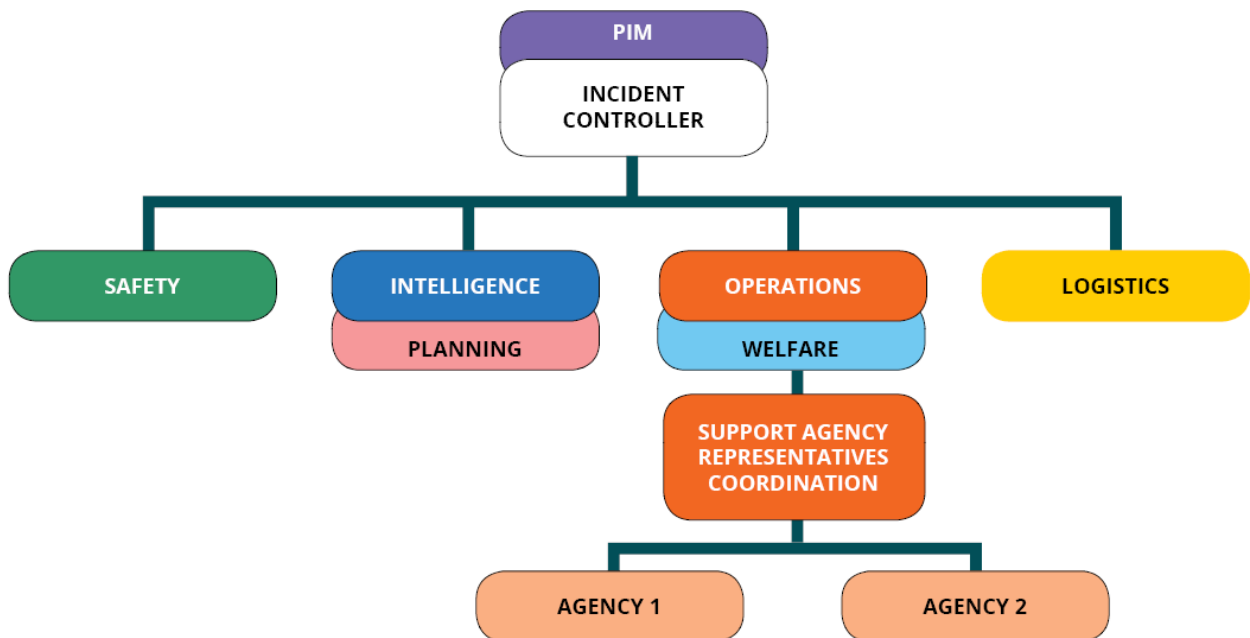 PIM
INCIDENT
CONTROLLER
SAFETY
INTELLIGENCE
OPERATIONS
LOGISTICS
PLANNING
WELFARE
SUPPORT AGENCY
REPRESENTATIVES
COORDINATION
AGENCY 1
AGENCY 2